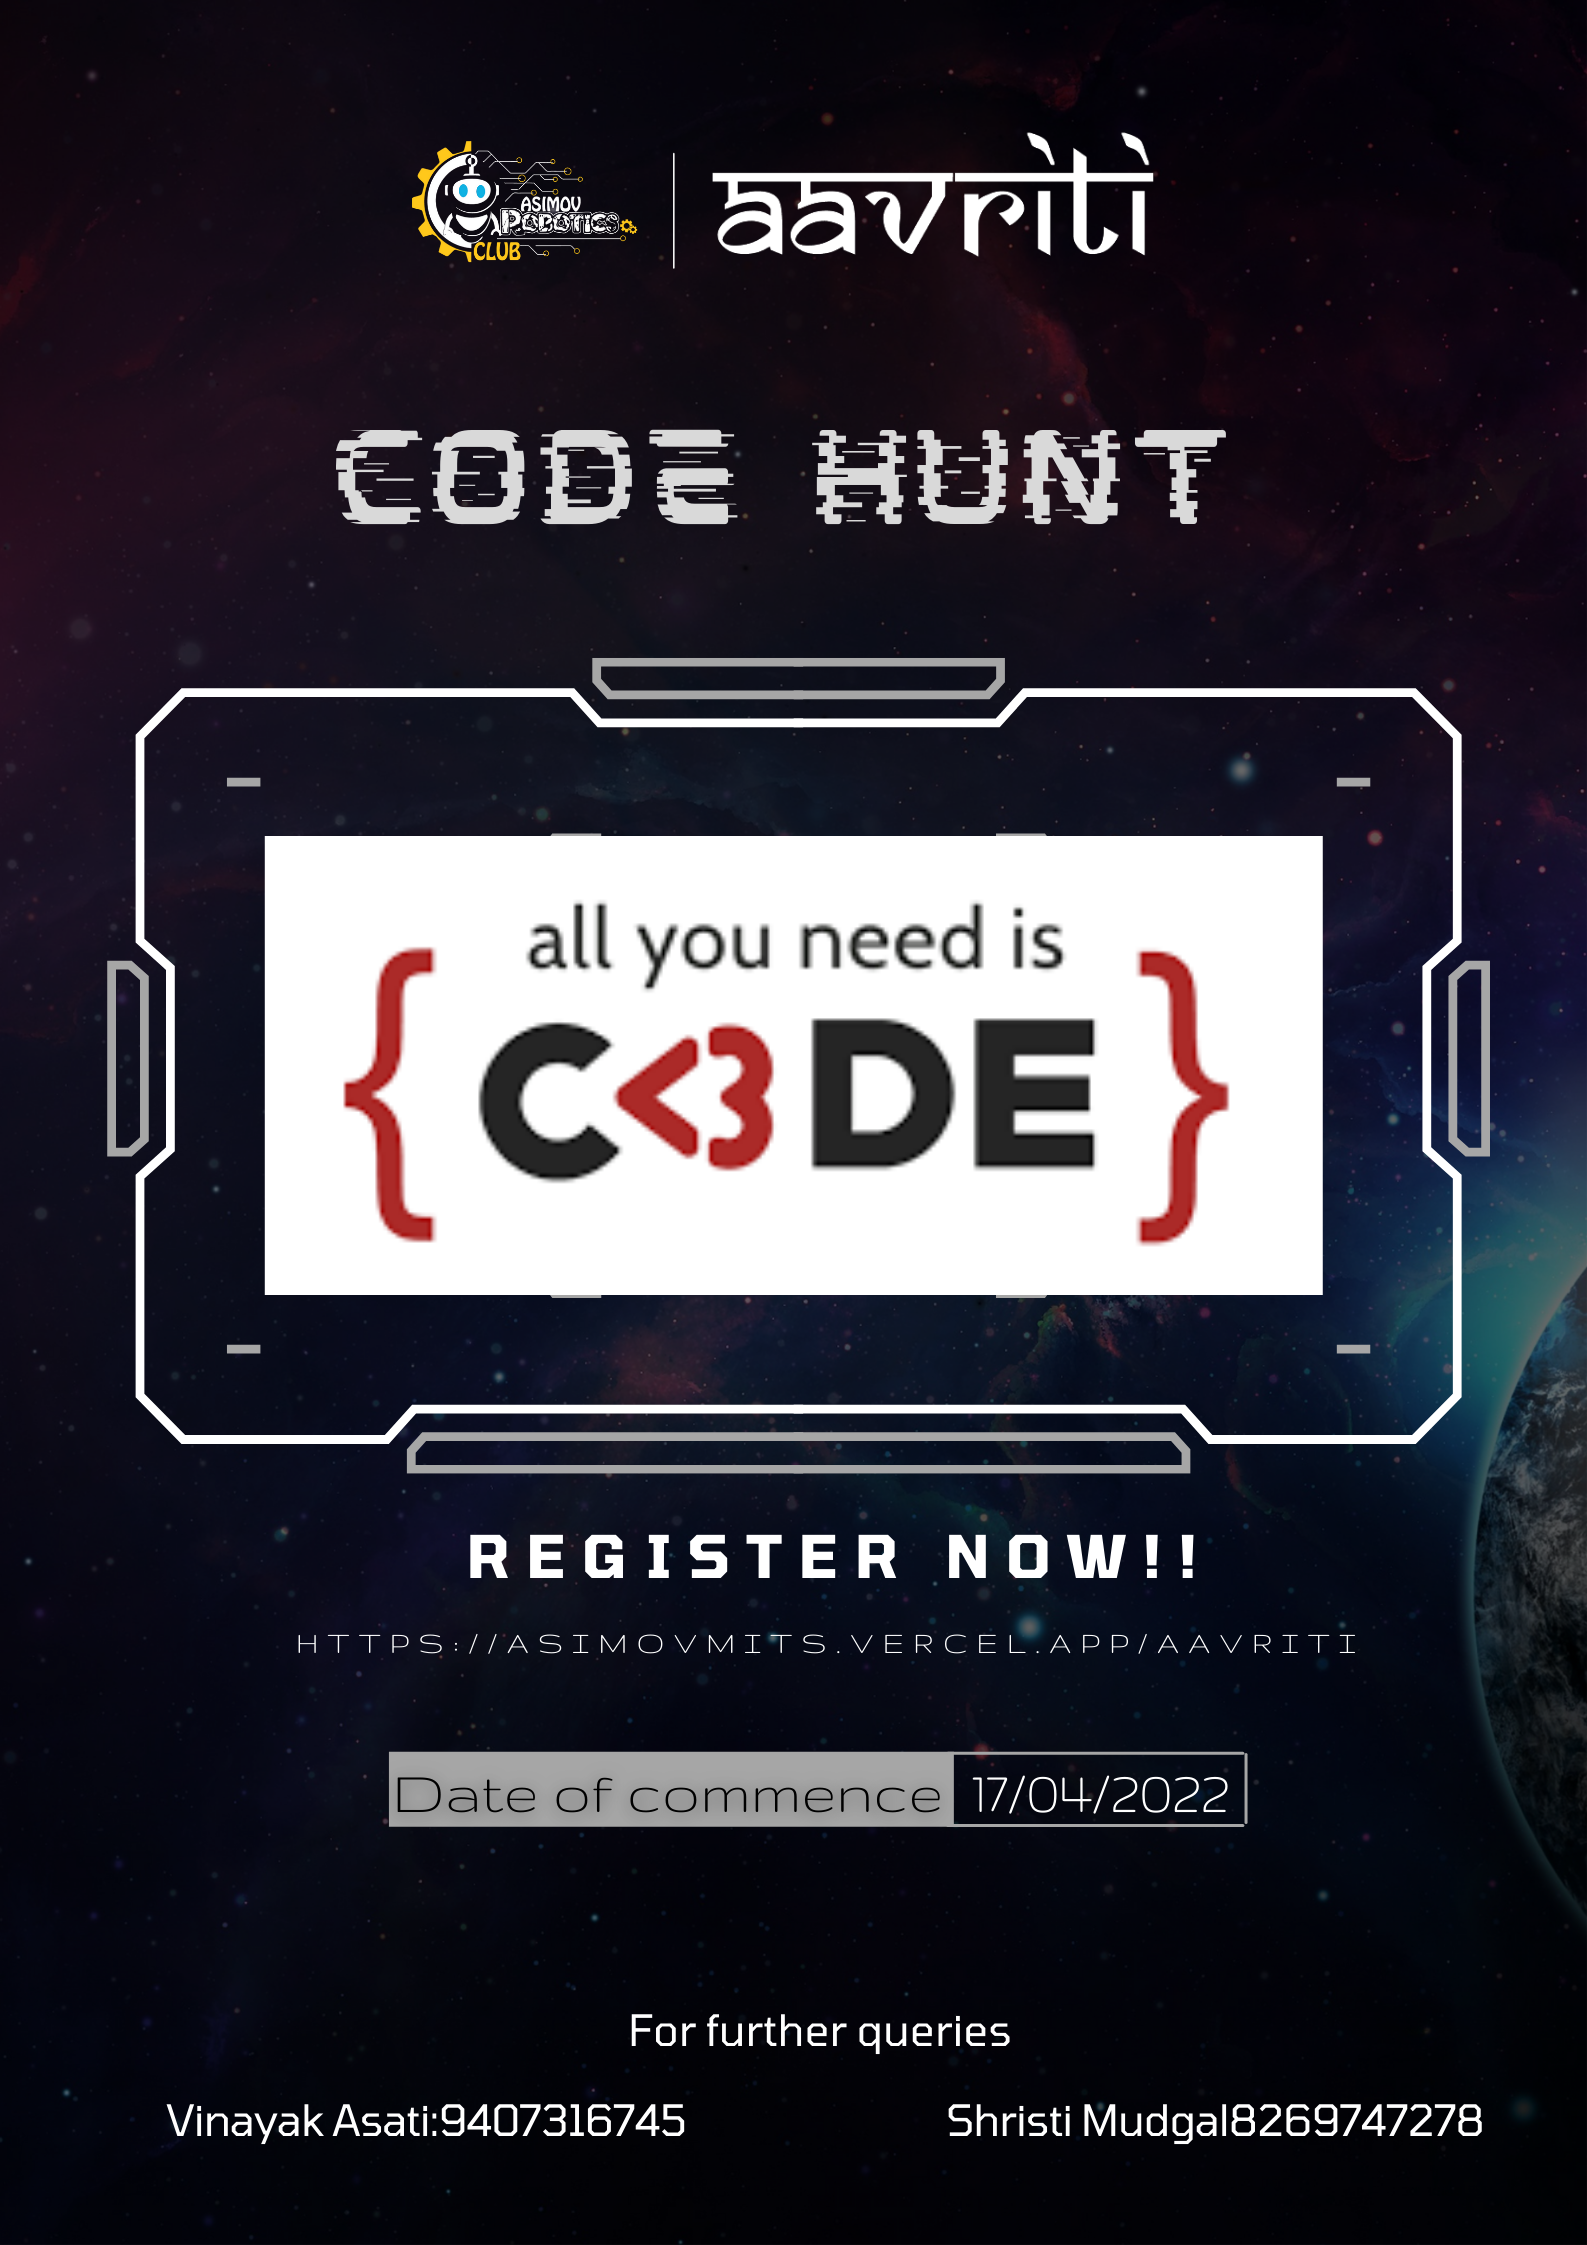 ASIMOV
ROBOTICS
CLUB
aavriti
CODE HUNT
all you need is
{ C<3DE }
REGISTER NOW!!
HTTPS://ASIMOVMITS.VERCEL.APP/AAVRITI
Date of commence 17/04/2022
For further queries
Vinayak Asati:9407316745
Shristi Mudgal8269747278